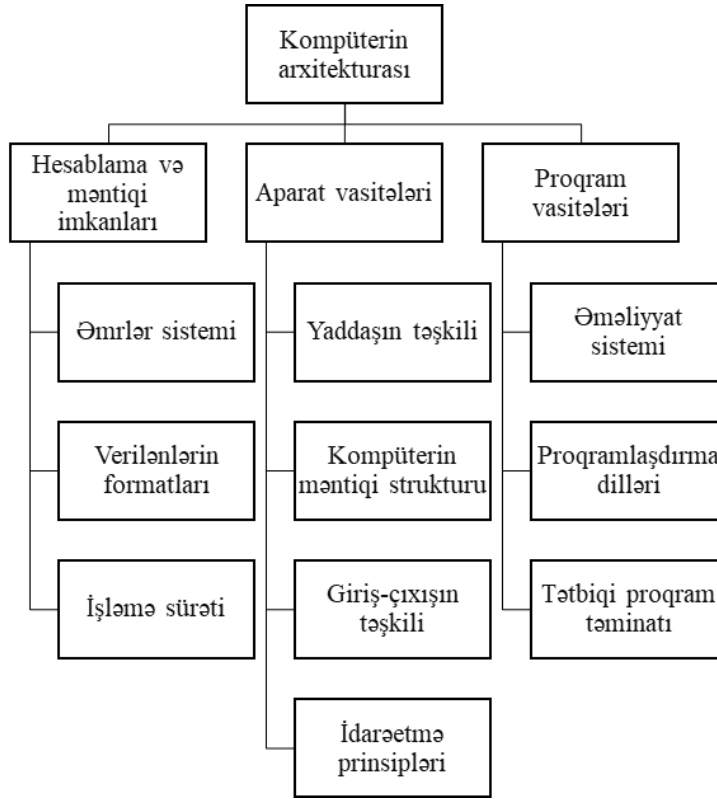 Kompüterin
arxitekturası
Hesablama və
məntiqi
imkanları
Aparat vasitələri
Proqram
vasitələri
Əmrlər sistemi
Verilənlərin
formatları
İşləmə sürəti
Yaddaşın təşkili
Kompüterin
məntiqi strukturu
Giriş-çıxışın
təşkili
İdarəetmə
prinsipləri
Əməliyyat
sistemi
Proqramlaşdırma
dilləri
Tətbiqi proqram
təminatı